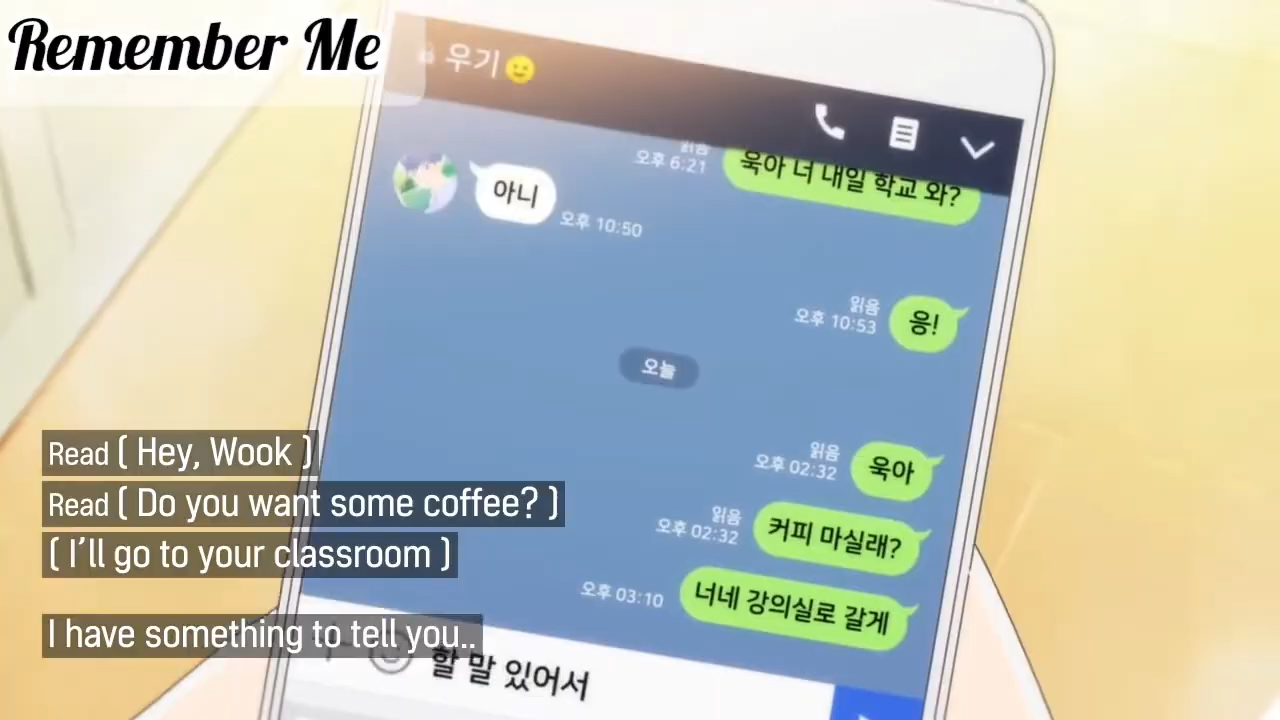 Remember Me
우기
읽음
오후 6:21
욱아 너 내일 학교 와?
아니
오후 10:50
읽음
오후 10:53
응!
오늘
읽음
오후 02:32
욱아
읽음
오후 02:32
커피 마실래?
오후 03:10
너네 강의실로 갈게
할 말 있어서
Read ( Hey, Wook )
Read ( Do you want some coffee? )
( I'll go to your classroom )
I have something to tell you..